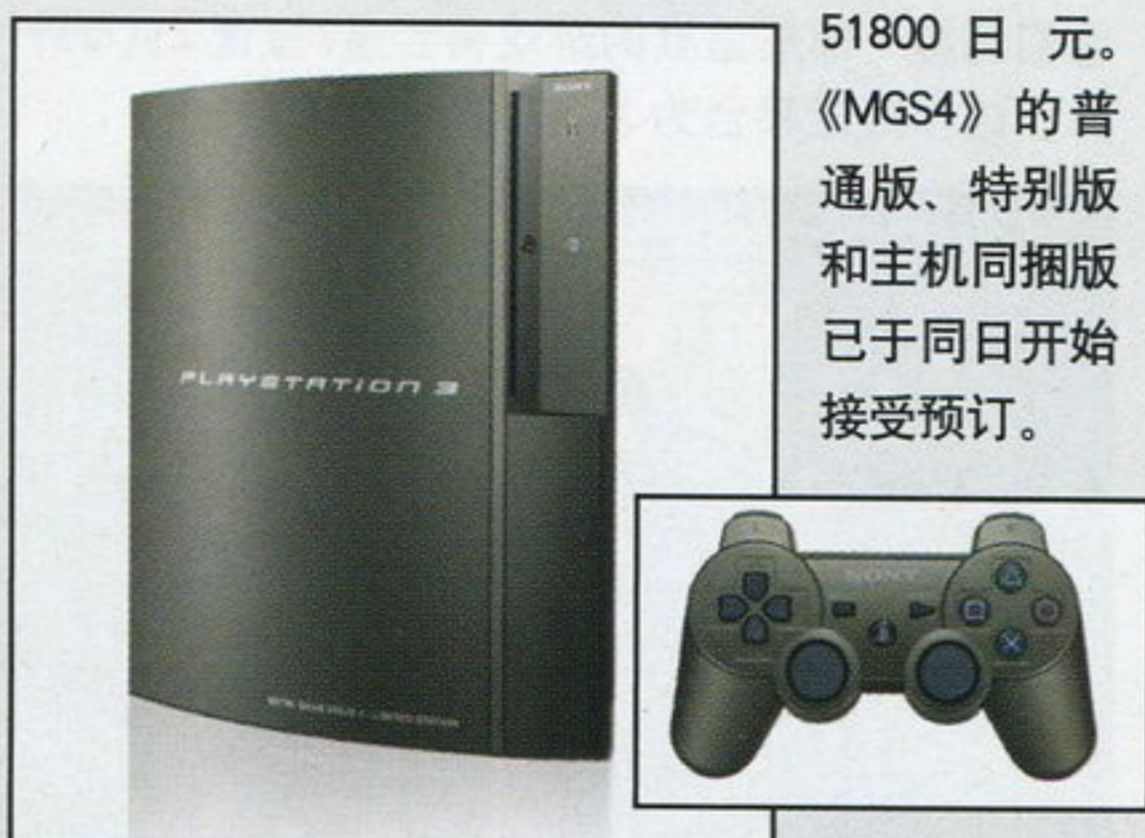 51800 日 元。
《MGS4》的普
通版、特别版
和主机同捆版
已于同日开始
接受预订。
SONY
PLAYSTATION 3
SONY